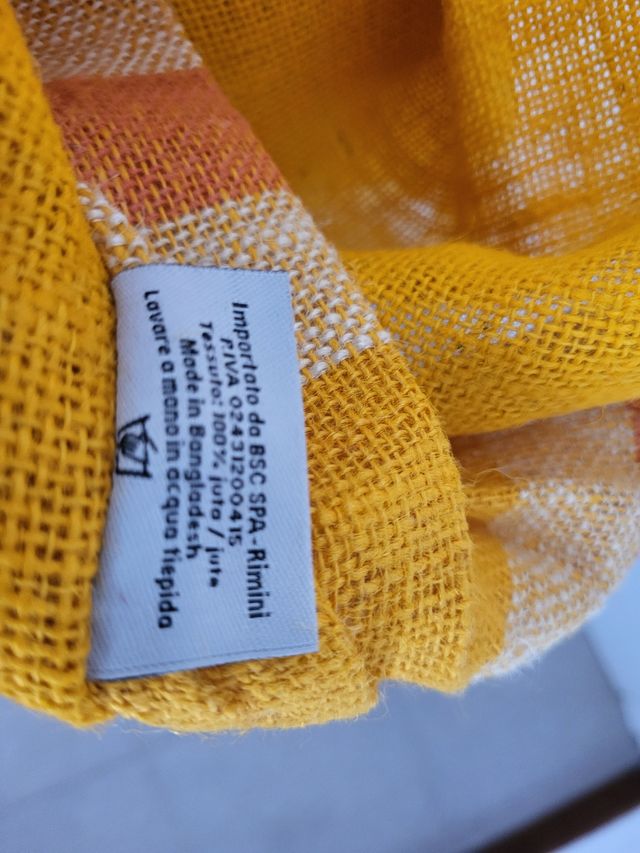 Importato da BSC SPA - Rimini
P.IVA 02431200415
Tessuto: 100% juta / jute
Made in Bangladesh
Lavare a mano in acqua tiepida